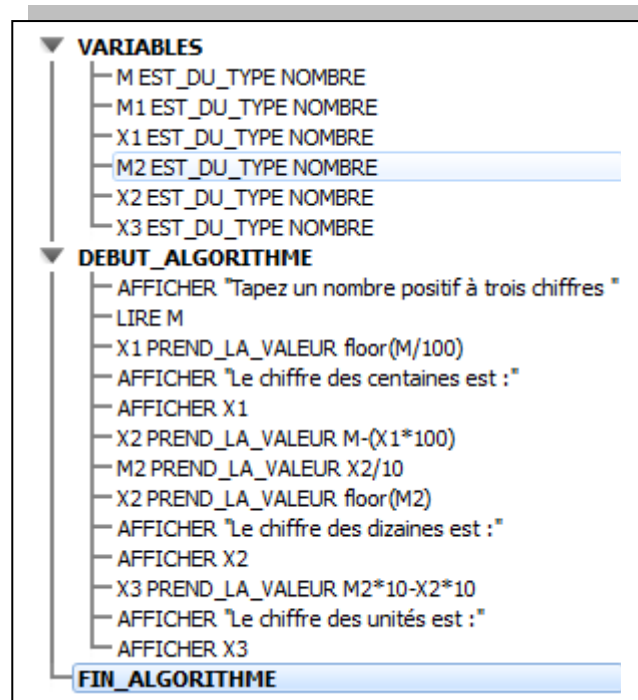 VARIABLES
M EST_DU_TYPE NOMBRE
M1 EST_DU_TYPE NOMBRE
X1 EST_DU_TYPE NOMBRE
M2 EST_DU_TYPE NOMBRE
X2 EST_DU_TYPE NOMBRE
X3 EST_DU_TYPE NOMBRE
DEBUT_ALGORITHME
AFFICHER "Tapez un nombre positif à trois chiffres "
LIRE M
X1 PREND_LA_VALEUR floor(M/100)
AFFICHER "Le chiffre des centaines est :"
AFFICHER X1
X2 PREND_LA_VALEUR M-(X1*100)
M2 PREND_LA_VALEUR X2/10
X2 PREND_LA_VALEUR floor(M2)
AFFICHER "Le chiffre des dizaines est :"
AFFICHER X2
X3 PREND_LA_VALEUR M2*10-X2*10
AFFICHER "Le chiffre des unités est :"
AFFICHER X3
FIN_ALGORITHME